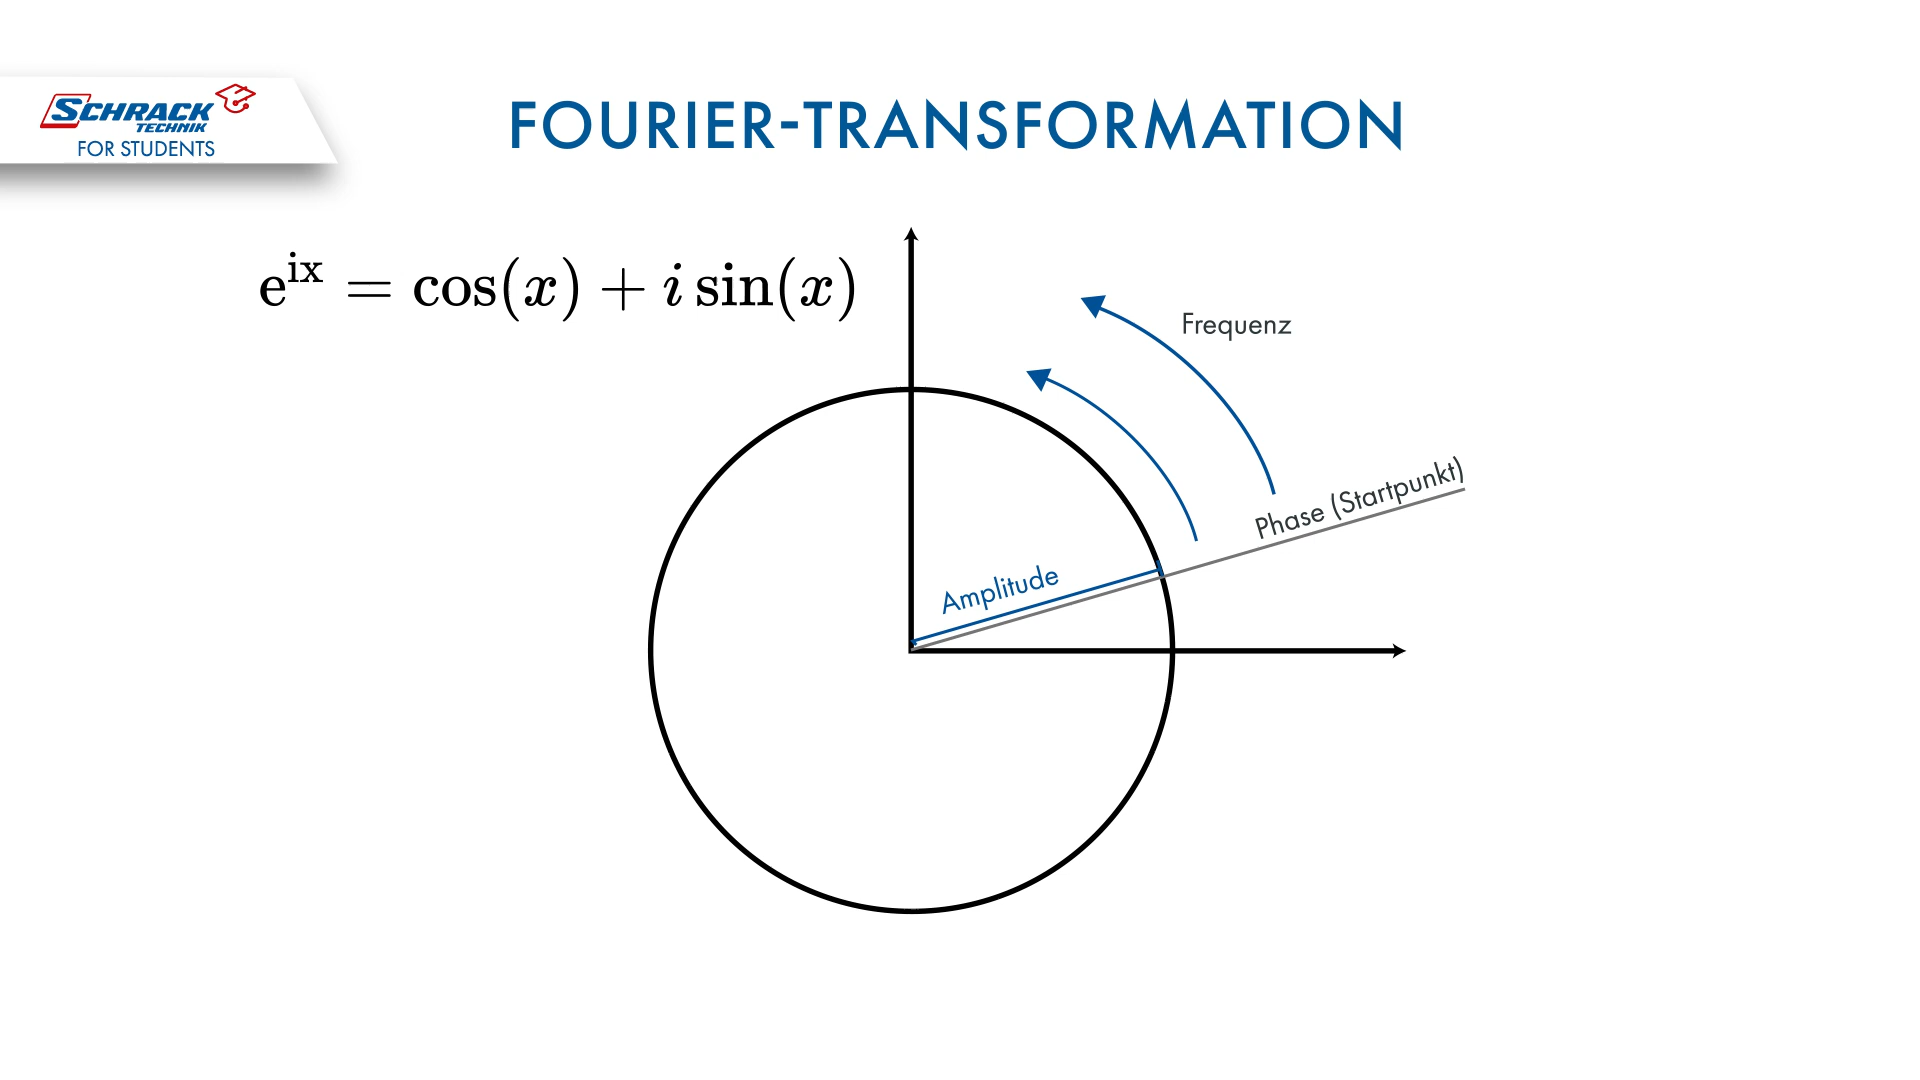 SCHRACK
TECHNIK
FOR STUDENTS
FOURIER-TRANSFORMATION
e^{ix} = cos(x) + i sin(x)
Frequenz
Phase (Startpunkt)
Amplitude